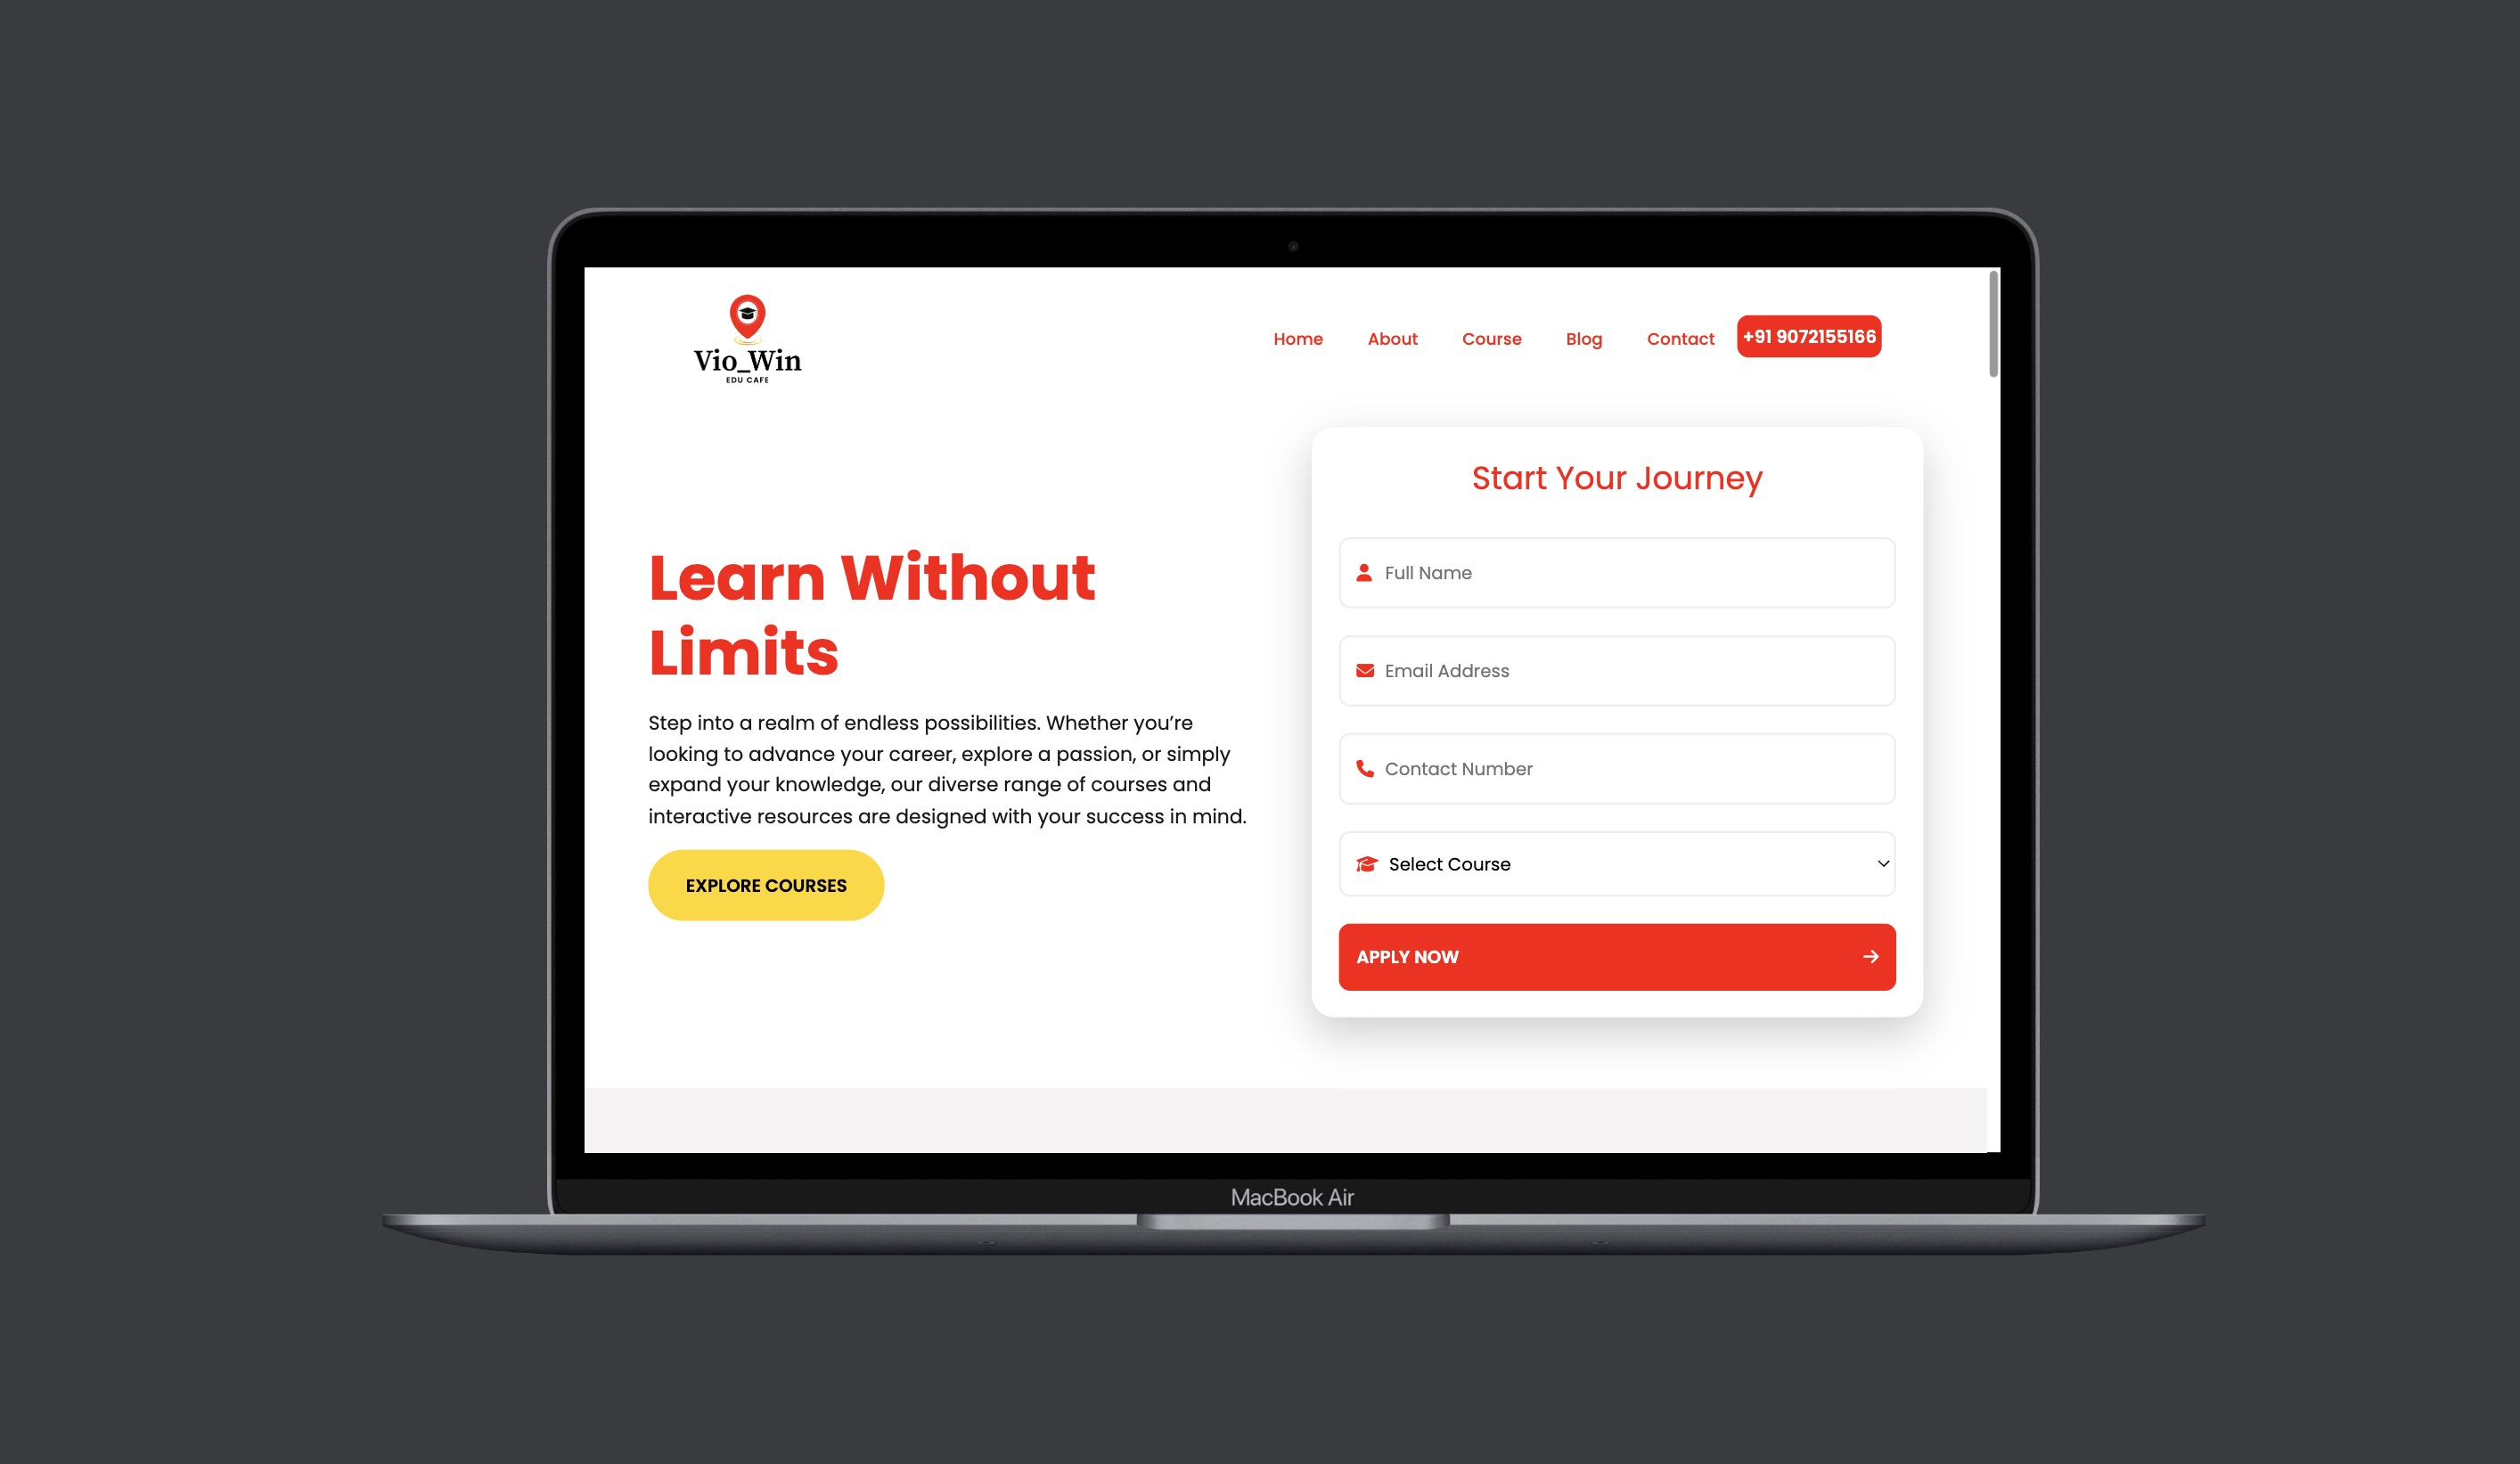 Vio_Win
EDU CAFE
Home
About
Course
Blog
Contact
+91 9072155166
Learn Without
Limits
Step into a realm of endless possibilities. Whether you’re
looking to advance your career, explore a passion, or simply
expand your knowledge, our diverse range of courses and
interactive resources are designed with your success in mind.
EXPLORE COURSES
Start Your Journey
Full Name
Email Address
Contact Number
Select Course
APPLY NOW
MacBook Air